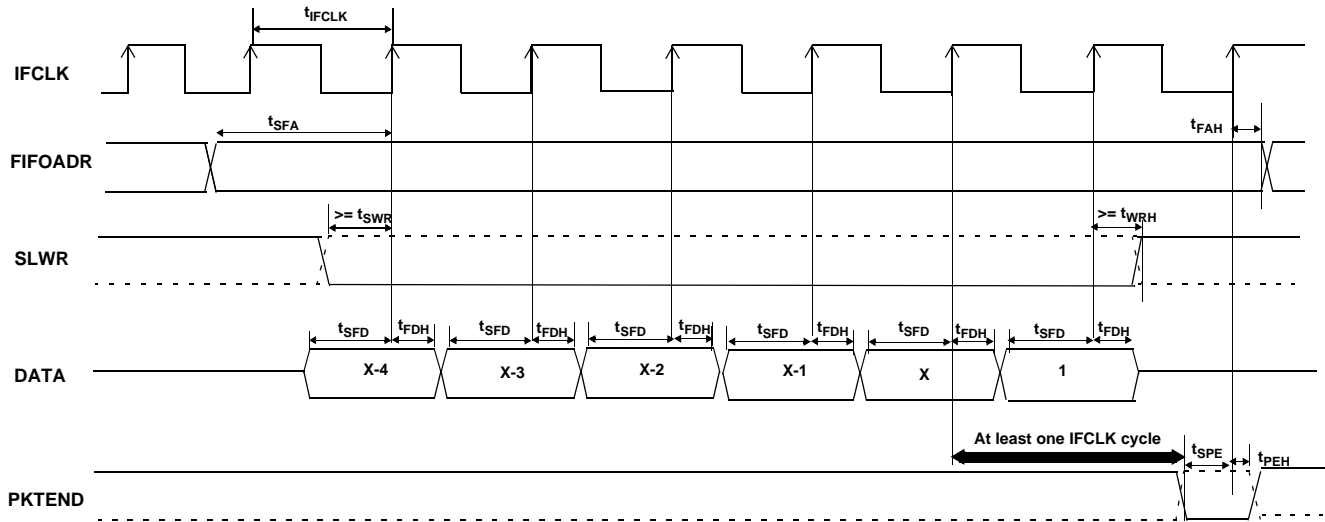 tIFCLK
IFCLK
tSFA
tFAH
FIFOADR
>= tSWR
>= tWRH
SLWR
tSFD tFDH tSFD tFDH tSFD tFDH tSFD tFDH tSFD tFDH tSFD tFDH
DATA X-4 X-3 X-2 X-1 X 1
At least one IFCLK cycle
tSPE
tPEH
PKTEND